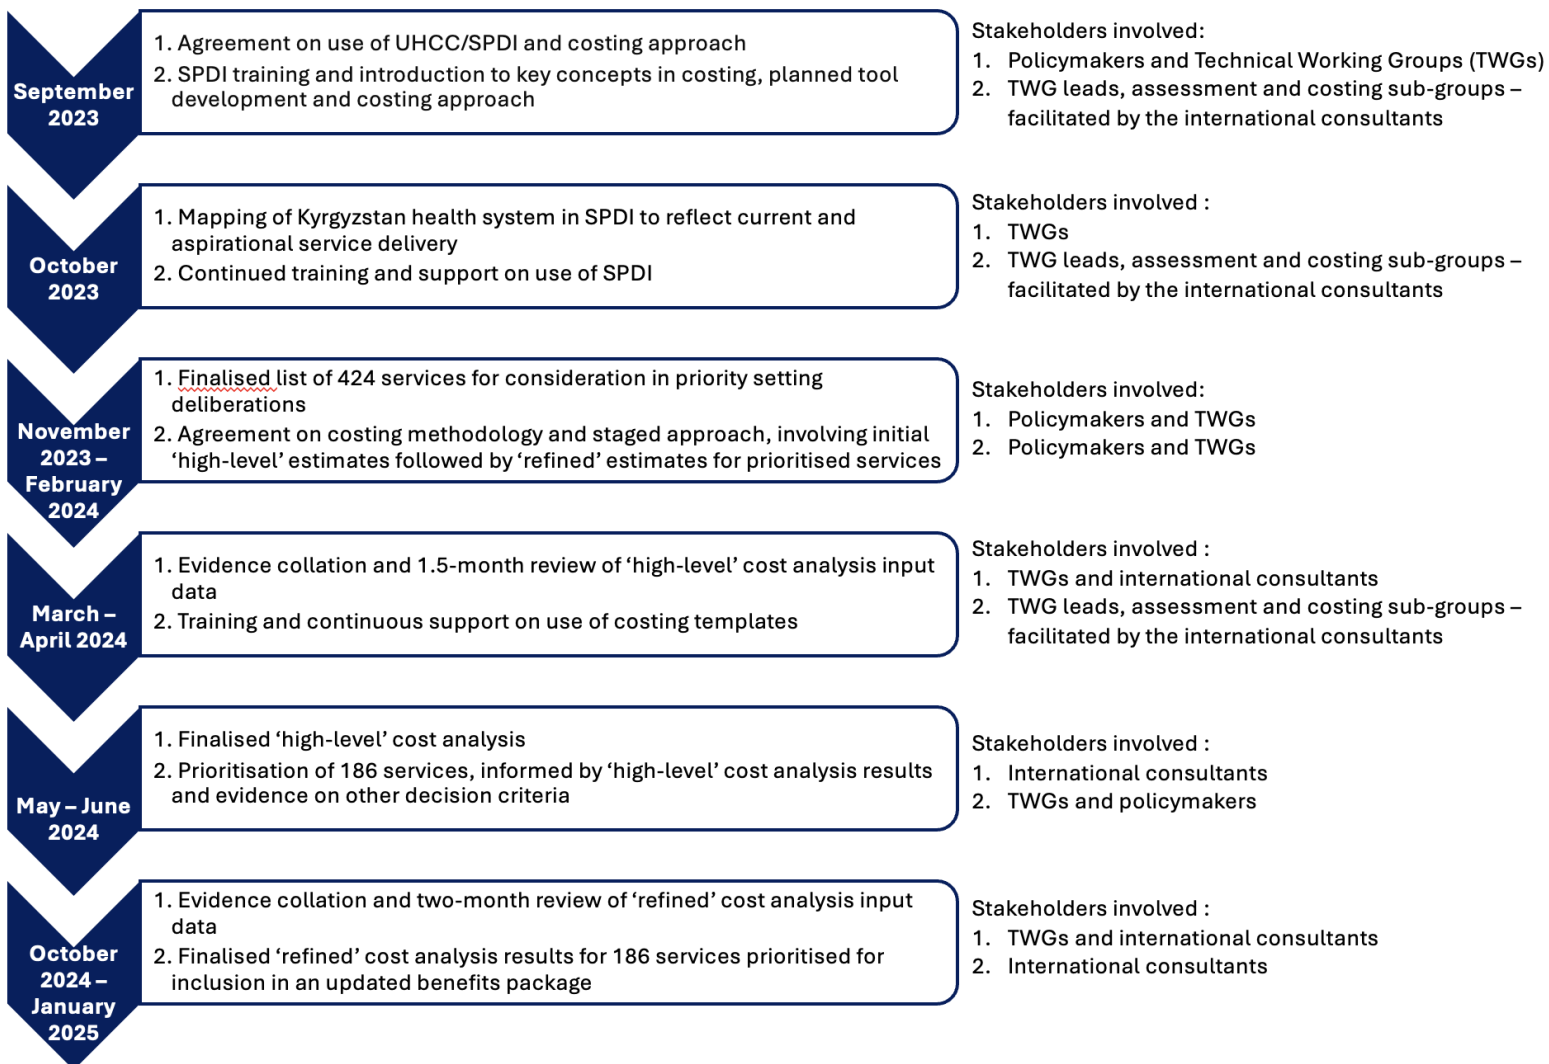 September
2023
1. Agreement on use of UHCC/SPDI and costing approach
2. SPDI training and introduction to key concepts in costing, planned tool
development and costing approach
Stakeholders involved:
1. Policymakers and Technical Working Groups (TWGs)
2. TWG leads, assessment and costing sub-groups –
facilitated by the international consultants
October
2023
1. Mapping of Kyrgyzstan health system in SPDI to reflect current and
aspirational service delivery
2. Continued training and support on use of SPDI
Stakeholders involved :
1. TWGs
2. TWG leads, assessment and costing sub-groups –
facilitated by the international consultants
November
2023 –
February
2024
1. Finalised list of 424 services for consideration in priority setting
deliberations
2. Agreement on costing methodology and staged approach, involving initial
‘high-level’ estimates followed by ‘refined’ estimates for prioritised services
Stakeholders involved:
1. Policymakers and TWGs
2. Policymakers and TWGs
March –
April 2024
1. Evidence collation and 1.5-month review of ‘high-level’ cost analysis input
data
2. Training and continuous support on use of costing templates
Stakeholders involved :
1. TWGs and international consultants
2. TWG leads, assessment and costing sub-groups –
facilitated by the international consultants
May – June
2024
1. Finalised ‘high-level’ cost analysis
2. Prioritisation of 186 services, informed by ‘high-level’ cost analysis results
and evidence on other decision criteria
Stakeholders involved :
1. International consultants
2. TWGs and policymakers
October
2024 –
January
2025
1. Evidence collation and two-month review of ‘refined’ cost analysis input
data
2. Finalised ‘refined’ cost analysis results for 186 services prioritised for
inclusion in an updated benefits package
Stakeholders involved :
1. TWGs and international consultants
2. International consultants